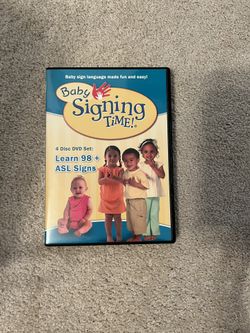 Baby sign language made fun and easy!
Baby
Signing
TiME!®
4 Disc DVD Set:
Learn 98 +
ASL Signs